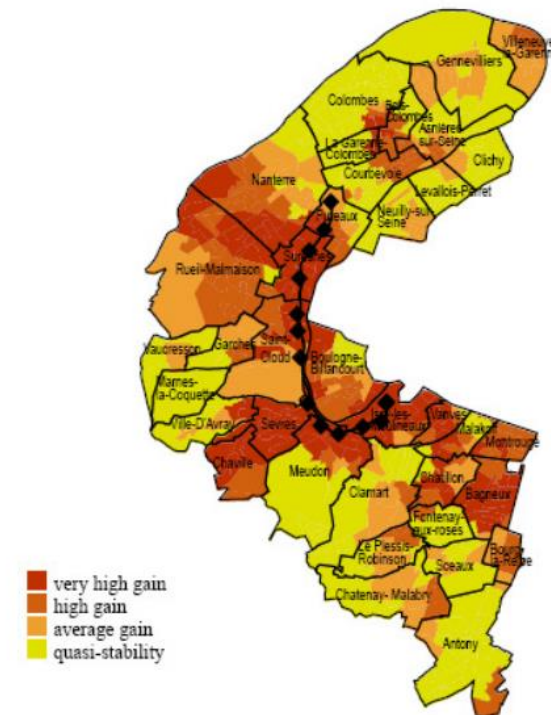 Villeneuve-
la-Garenne
Gennevilliers
Colombes
Bois-
Colombes
Asnières-
sur-Seine
La Garenne-
Colombes
Clichy
Courbevoie
Levallois-Perret
Nanterre
Neuilly-sur-
Seine
Puteaux
Suresnes
Rueil-Malmaison
Garches
Saint-
Cloud
Vaucresson
Boulogne-
Billancourt
Marnes-
la-Coquette
Ville-D'Avray
Sèvres
Issy-les-
Moulineaux
Vanves
Malakoff
Montrouge
Chaville
Meudon
Châtillon
Bagneux
Clamart
Fontenay-
aux-roses
Le Plessis-
Robinson
Bourg-
la-Reine
Sceaux
Chatenay- Malabry
Antony
very high gain
high gain
average gain
quasi-stability